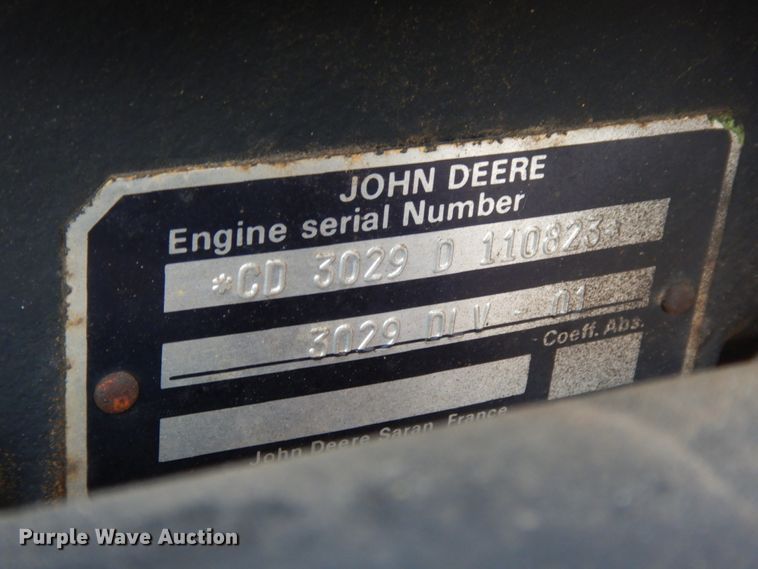 JOHN DEERE
Engine serial Number
*CD 3029 D 110823*
3029 DLV - 01
Coeff. Abs.
John Deere Saran, France
Purple Wave Auction